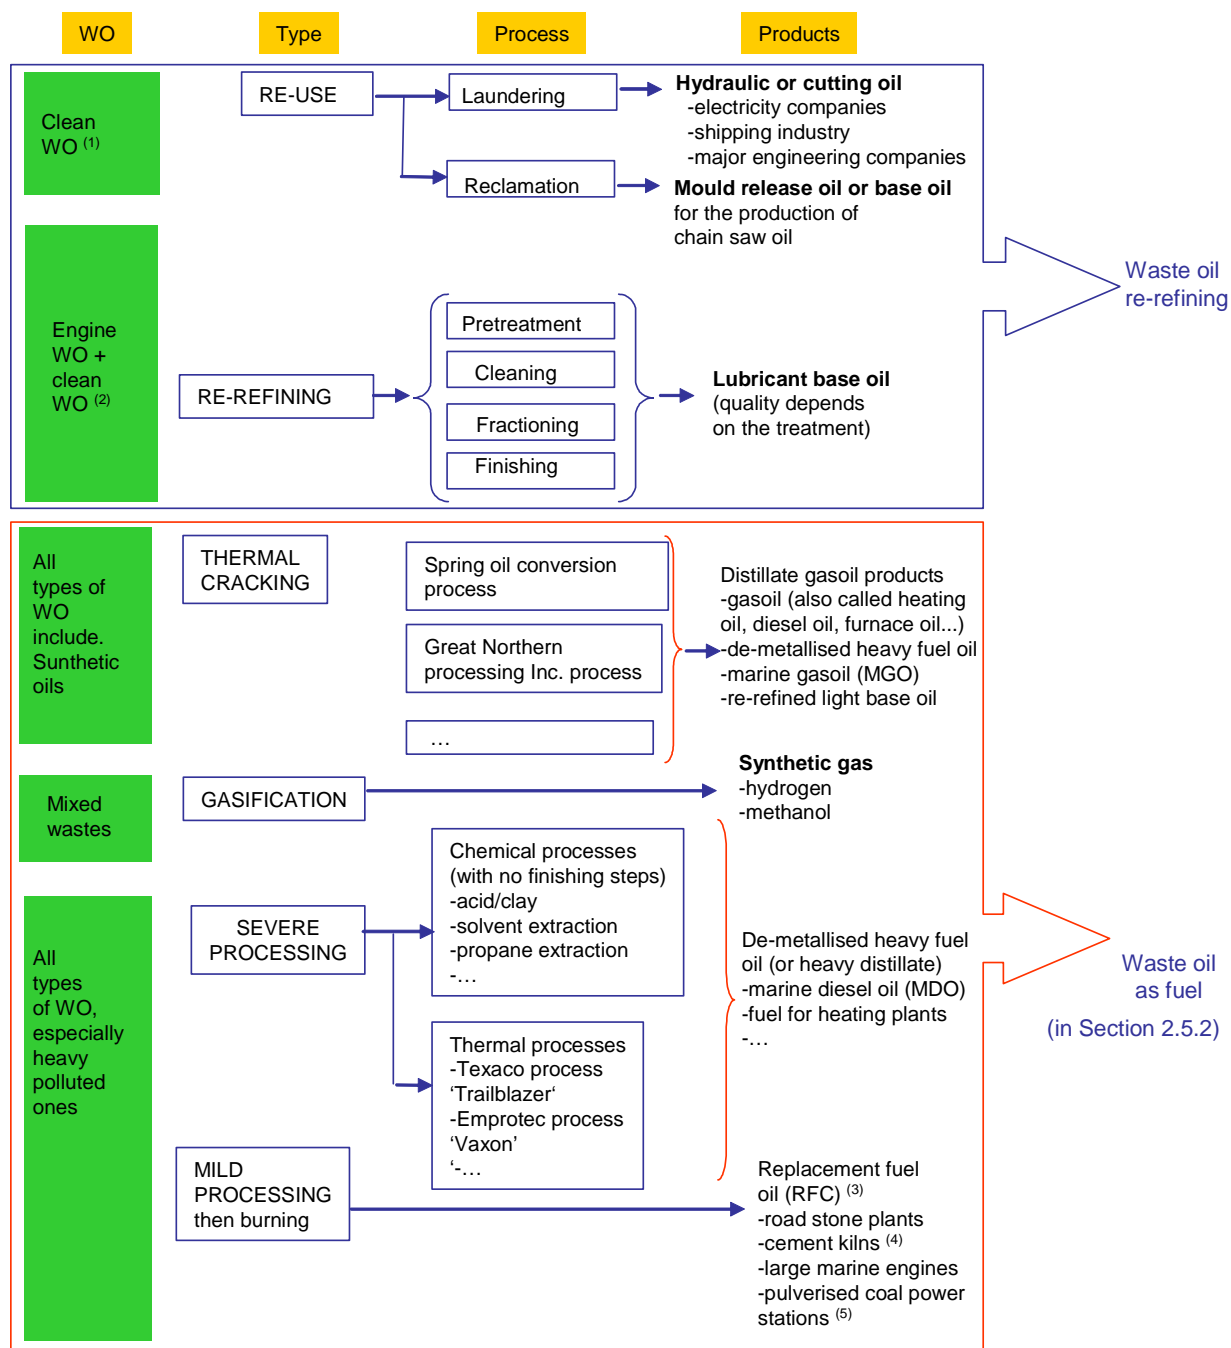 WO
Type
Process
Products
Clean
WO (1)
RE-USE
Laundering
Hydraulic or cutting oil
-electricity companies
-shipping industry
-major engineering companies
Reclamation
Mould release oil or base oil
for the production of
chain saw oil
Engine
WO +
clean
WO (2)
RE-REFINING
Pretreatment
Cleaning
Fractioning
Finishing
Lubricant base oil
(quality depends
on the treatment)
Waste oil
re-refining
All
types of
WO
include.
Sunthetic
oils
THERMAL
CRACKING
Spring oil conversion
process
Great Northern
processing Inc. process
…
Distillate gasoil products
-gasoil (also called heating
oil, diesel oil, furnace oil...)
-de-metallised heavy fuel oil
-marine gasoil (MGO)
-re-refined light base oil
Mixed
wastes
GASIFICATION
Synthetic gas
-hydrogen
-methanol
All
types
of WO,
especially
heavy
polluted
ones
SEVERE
PROCESSING
Chemical processes
(with no finishing steps)
-acid/clay
-solvent extraction
-propane extraction
-…
Thermal processes
-Texaco process
‘Trailblazer‘
-Emprotec process
‘Vaxon’
‘-…
De-metallised heavy fuel
oil (or heavy distillate)
-marine diesel oil (MDO)
-fuel for heating plants
-…
MILD
PROCESSING
then burning
Replacement fuel
oil (RFC) (3)
-road stone plants
-cement kilns (4)
-large marine engines
-pulverised coal power
stations (5)
Waste oil
as fuel
(in Section 2.5.2)